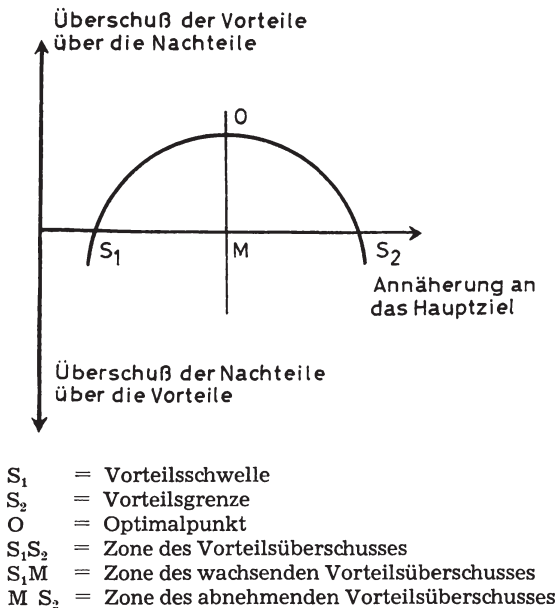 Überschuß der Vorteile
über die Nachteile
O
S₁
M
S₂
Annäherung an
das Hauptziel
Überschuß der Nachteile
über die Vorteile
S₁ = Vorteilsschwelle
S₂ = Vorteilsgrenze
O = Optimalpunkt
S₁S₂ = Zone des Vorteilsüberschusses
S₁M = Zone des wachsenden Vorteilsüberschusses
M S₂ = Zone des abnehmenden Vorteilsüberschusses